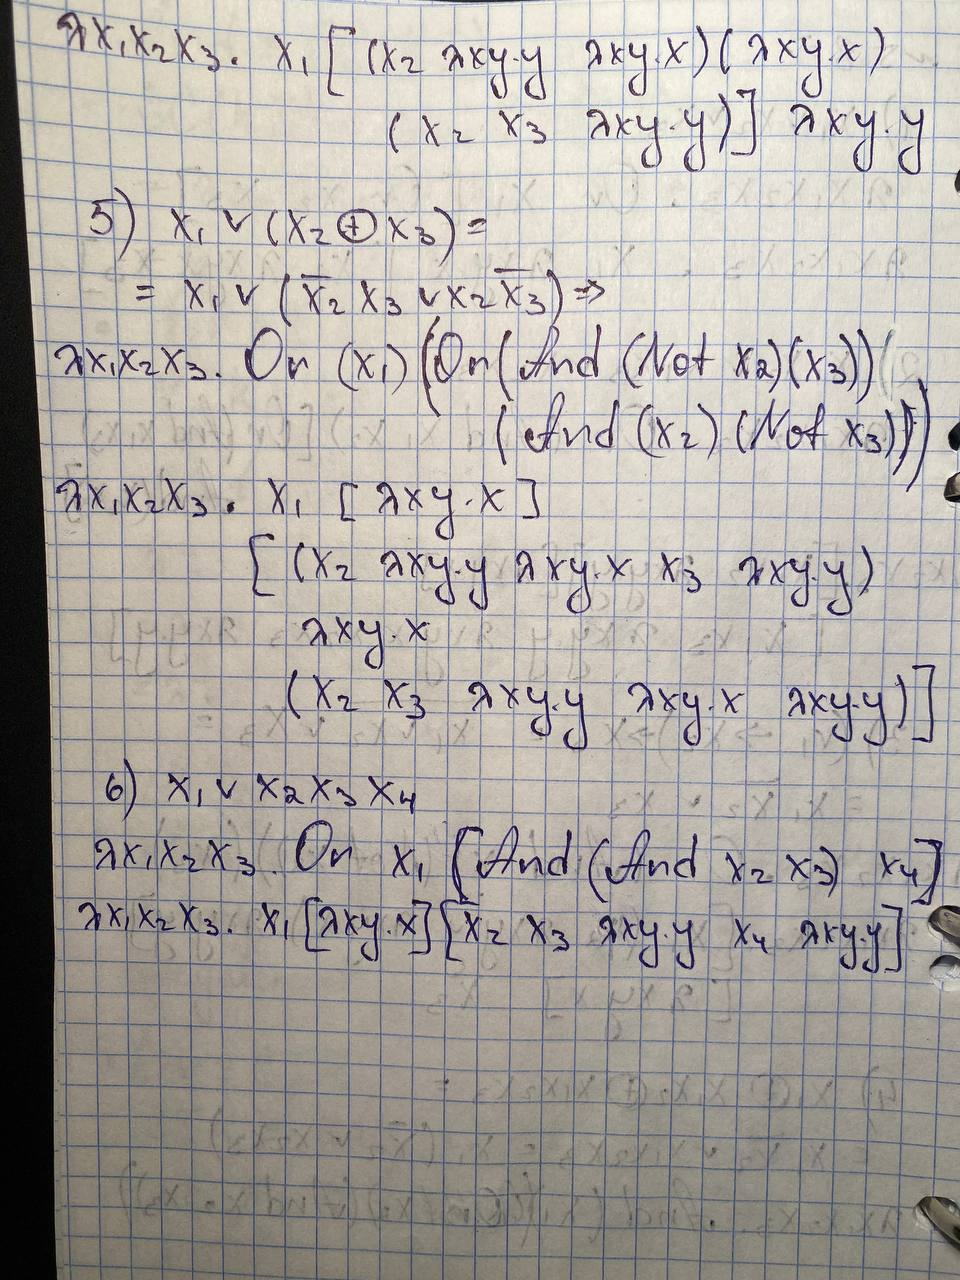 λx₁x₂x₃. x₁ [(x₂ λxy.y λxy.x)(λxy.x)
(x₂ x₃ λxy.y)] λxy.y
5) x₁ ∨ (x₂ ⊕ x₃) =
= x₁ ∨ (x̅₂ x₃ ∨ x₂ x̅₃) ⇒
λx₁x₂x₃. Or (x₁) (Or (And (Not x₂)(x₃))
(And (x₂) (Not x₃)))
λx₁x₂x₃. x₁ [λxy.x]
[(x₂ λxy.y λxy.x x₃ λxy.y)
λxy.x
(x₂ x₃ λxy.y λxy.x λxy.y)]
6) x₁ ∨ x₂ x₃ x₄
λx₁x₂x₃. Or x₁ [And (And x₂ x₃) x₄]
λx₁x₂x₃. x₁ [λxy.x] [x₂ x₃ λxy.y x₄ λxy.y]